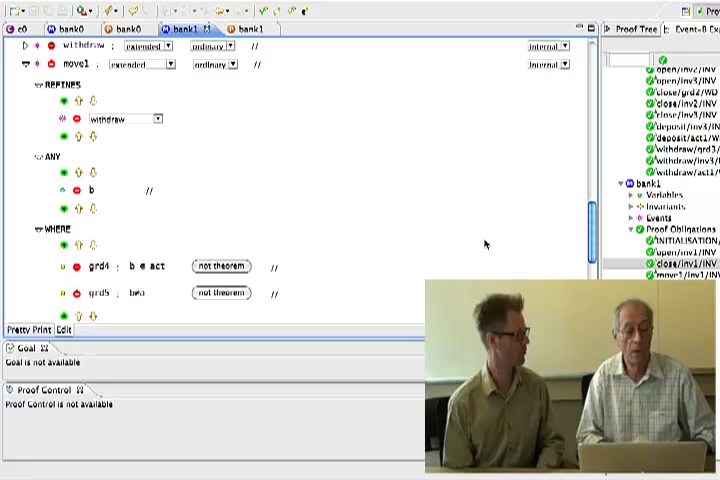 c0 bank0 bank0 bank1 bank1
Pro
Proof Tree Event-B Exp
withdraw : extended ordinary // Internal
move1 : extended ordinary // Internal
REFINES
withdraw
ANY
b //
WHERE
grd4 : b ∈ act not theorem //
grd5 : b≠a not theorem //
Pretty Print Edit
Goal
Goal is not available
Proof Control
Proof Control is not available
open/inv2/INV
open/inv3/INV
close/grd2/WD
close/inv2/INV
close/inv3/INV
deposit/inv3/INV
deposit/act1/W
withdraw/grd3/
withdraw/inv3/
withdraw/act1/
bank1
Variables
Invariants
Events
Proof Obligations
INITIALISATION/
open/inv1/INV
close/inv1/INV
move1/inv1/INV